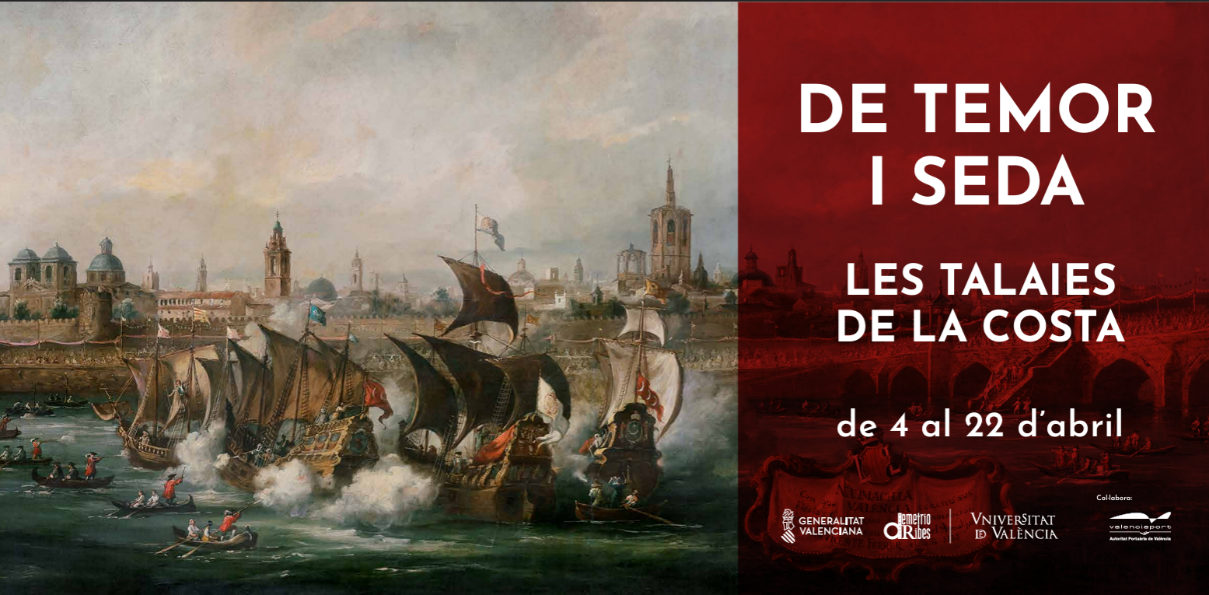 DE TEMOR
I SEDA
LES TALAIES
DE LA COSTA
de 4 al 22 d'abril
Col·labora:
GENERALITAT
VALENCIANA
demetrio
Ribes
VNIVERSITAT
ID VALÈNCIA
valenciaport
Autoritat Portuària de València